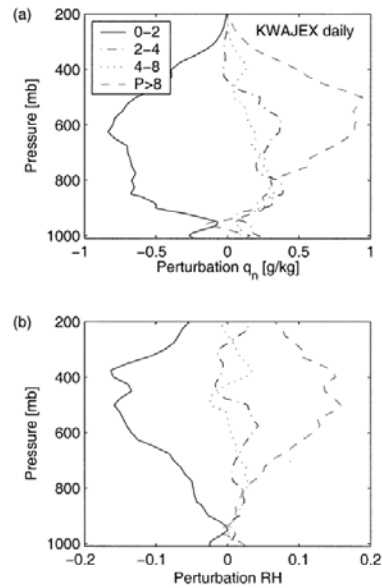 (a)
KWAJEX daily
0-2
2-4
4-8
P>8
Pressure [mb]
200
400
600
800
1000
-1
-0.5
0
0.5
1
Perturbation qn [g/kg]
(b)
Pressure [mb]
200
400
600
800
1000
-0.2
-0.1
0
0.1
0.2
Perturbation RH